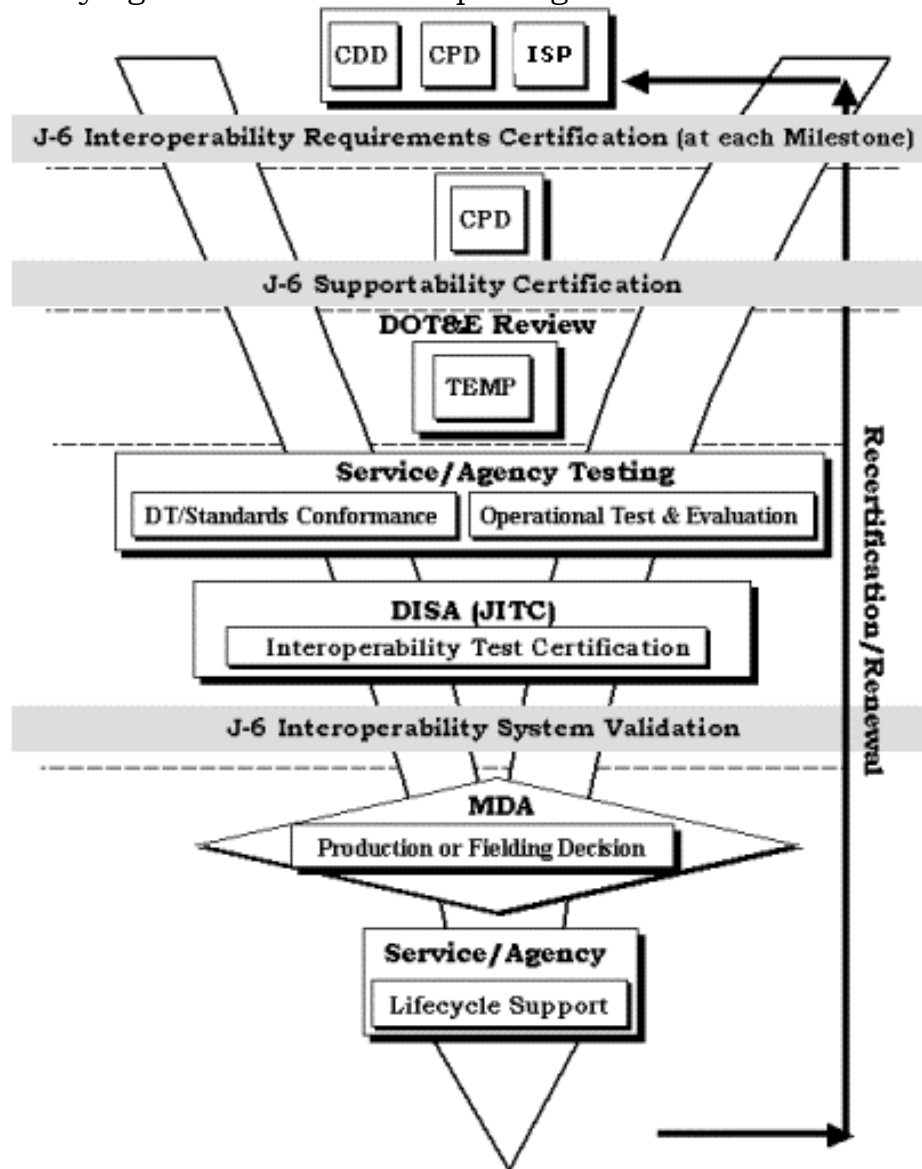 CDD CPD ISP
J-6 Interoperability Requirements Certification (at each Milestone)
CPD
J-6 Supportability Certification
DOT&E Review
TEMP
Service/Agency Testing
DT/Standards Conformance Operational Test & Evaluation
DISA (JITC)
Interoperability Test Certification
J-6 Interoperability System Validation
MDA
Production or Fielding Decision
Service/Agency
Lifecycle Support
Recertification/Renewal